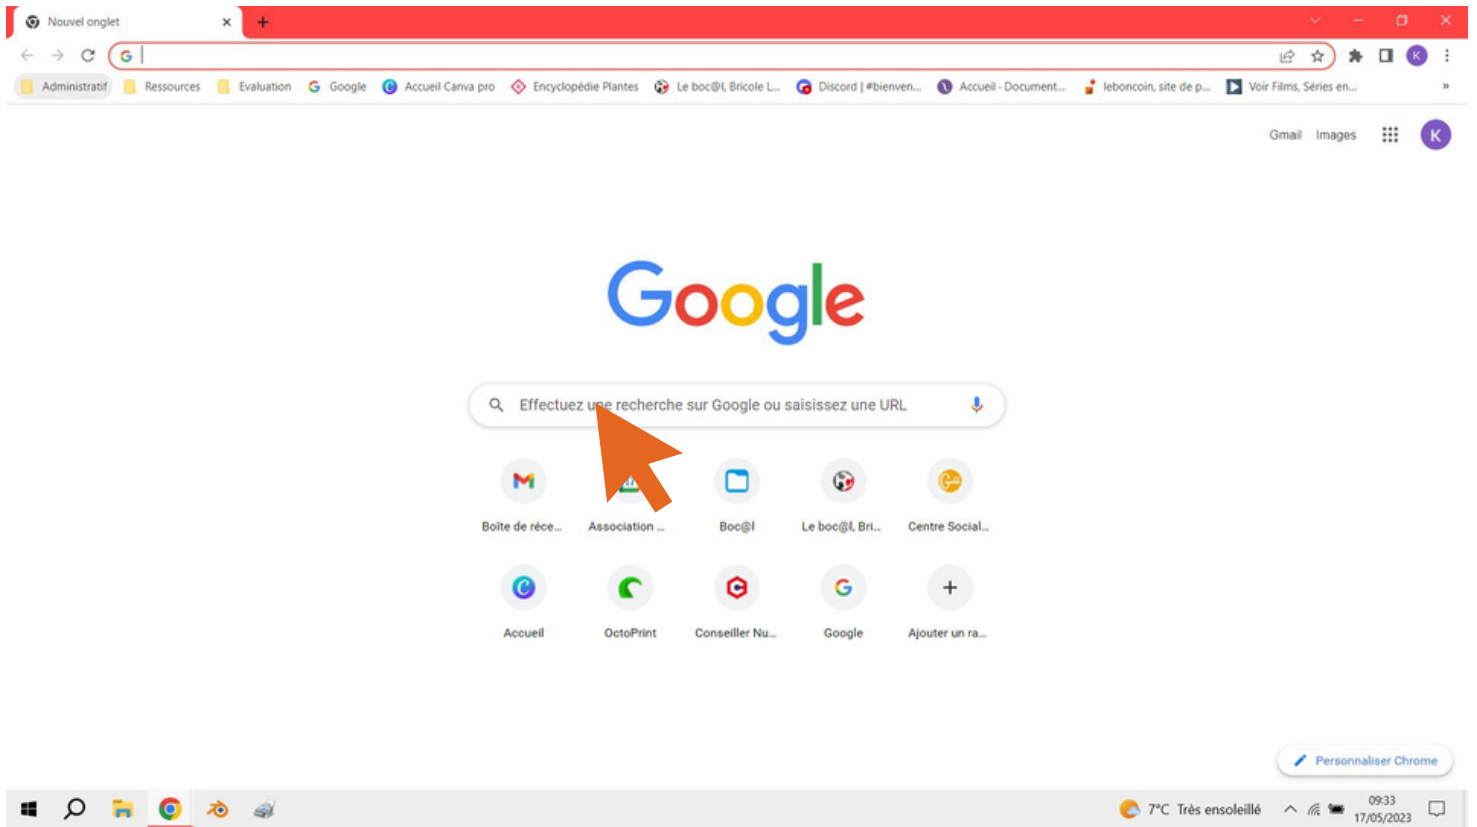 Nouvel onglet
Administratif Ressources Evaluation Google Accueil Canva pro Encyclopédie Plantes Le boc@l, Bricole L... Discord | #bienven... Accueil - Document... leboncoin, site de p... Voir Films, Séries en... »
Gmail Images K
Google
Effectuez une recherche sur Google ou saisissez une URL
Boîte de réce... Association ... Boc@l Le boc@l, Bri... Centre Social...
Accueil OctoPrint Conseiller Nu... Google Ajouter un ra...
Personnaliser Chrome
7°C Très ensoleillé 09:33
17/05/2023